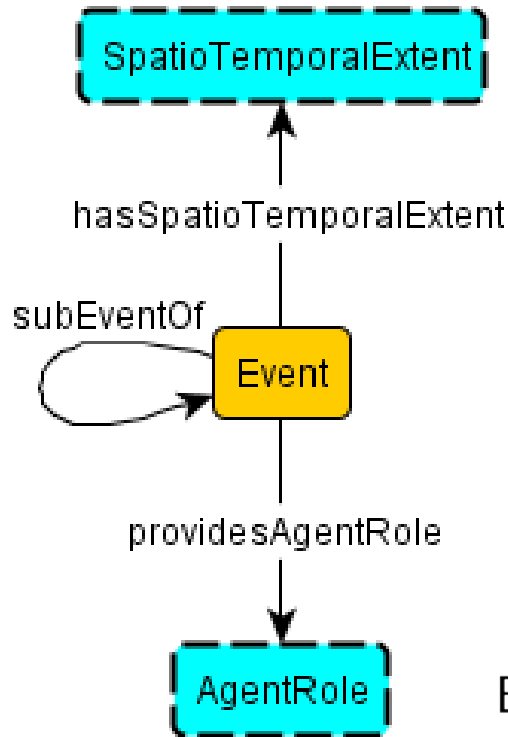 SpatioTemporalExtent
hasSpatioTemporalExtent
subEventOf
Event
providesAgentRole
AgentRole